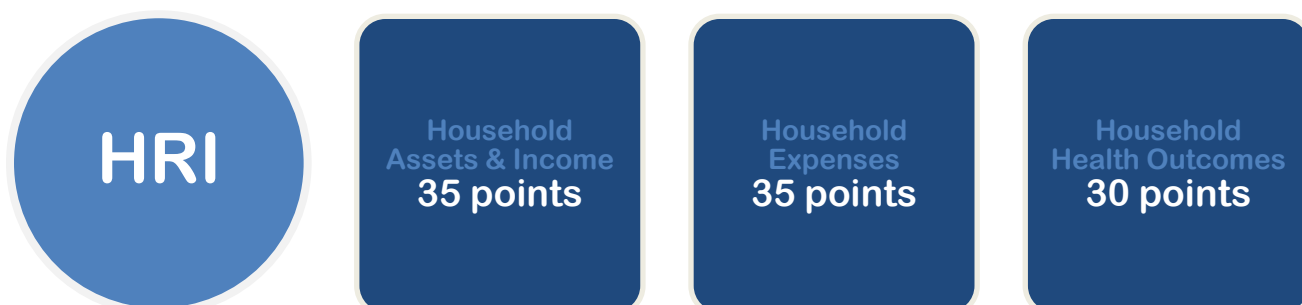 HRI
Household
Assets & Income
35 points
Household
Expenses
35 points
Household
Health Outcomes
30 points